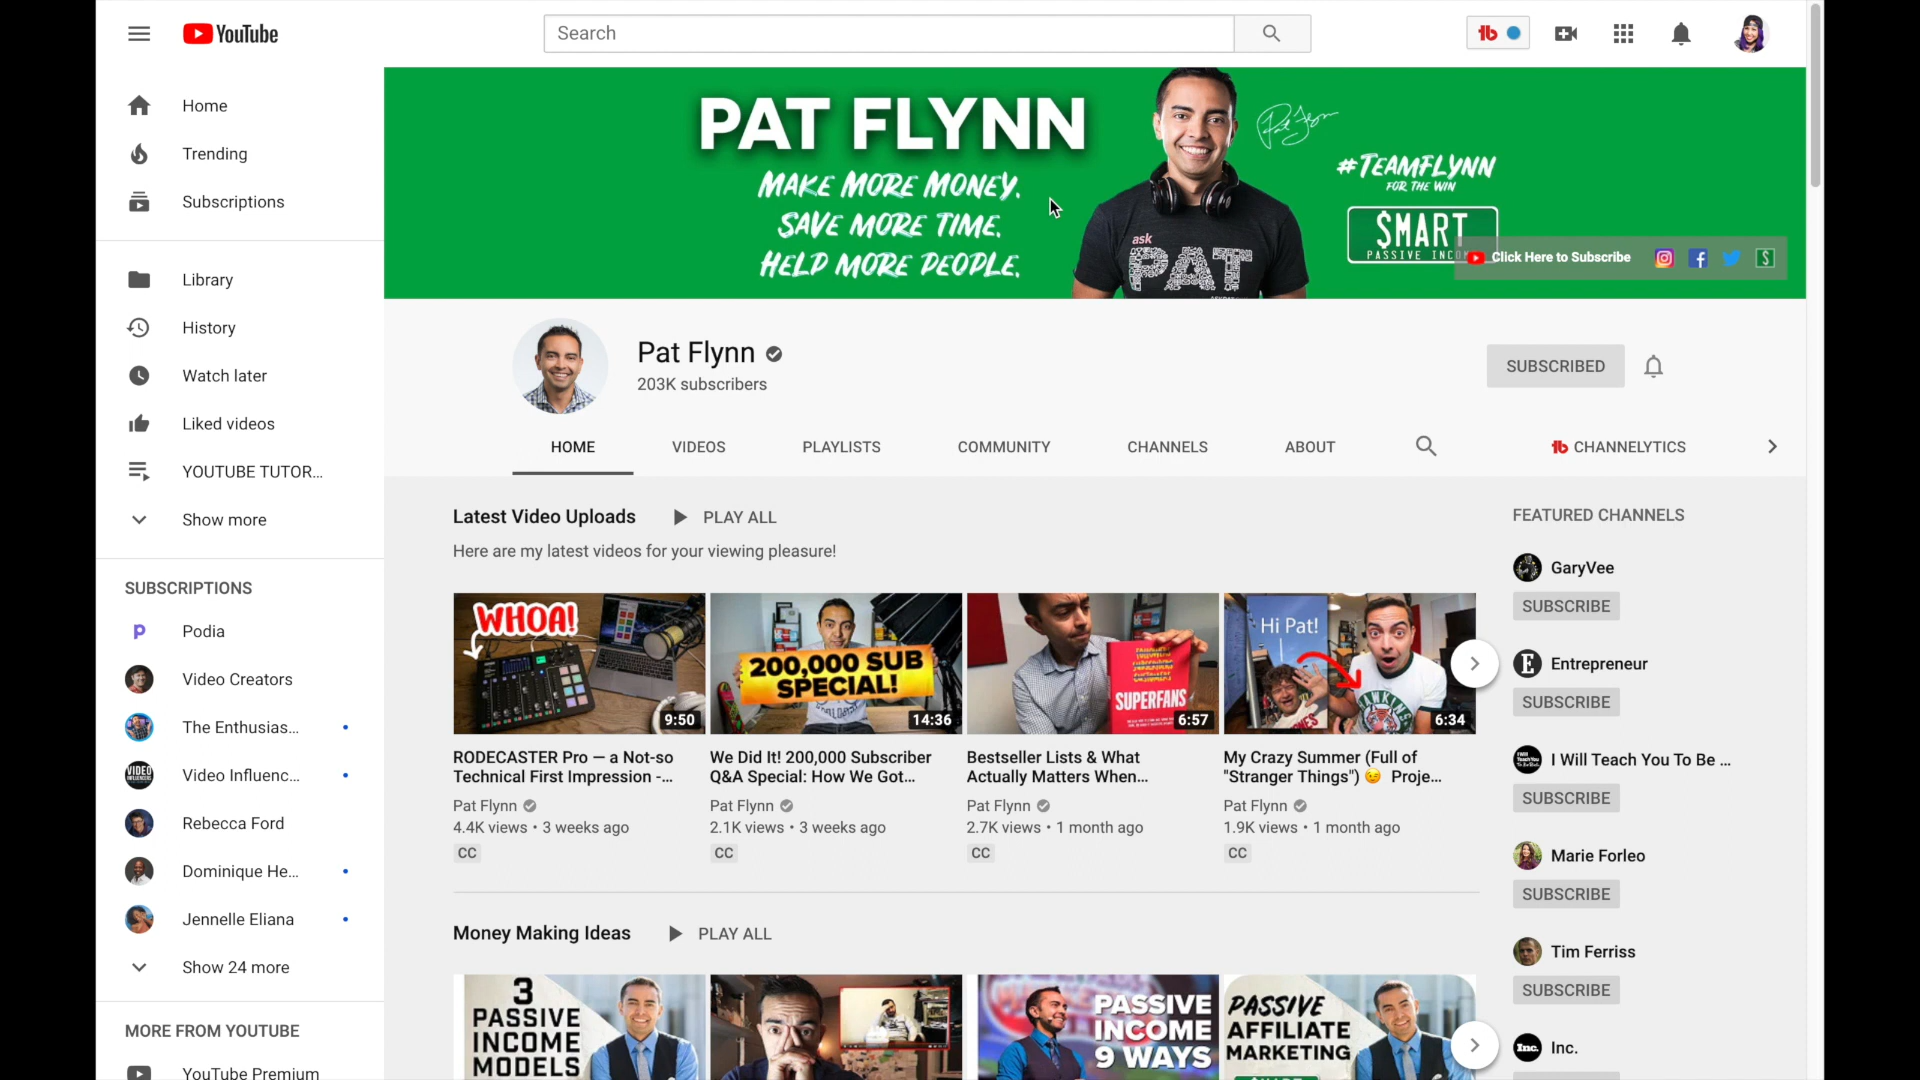 YouTube
Search
Home
Trending
Subscriptions
Library
History
Watch later
Liked videos
YOUTUBE TUTOR...
Show more
SUBSCRIPTIONS
Podia
Video Creators
The Enthusias...
Video Influenc...
Rebecca Ford
Dominique He...
Jennelle Eliana
Show 24 more
MORE FROM YOUTUBE
YouTube Premium
PAT FLYNN
MAKE MORE MONEY.
SAVE MORE TIME.
HELP MORE PEOPLE.
ask
PAT
Pat Flynn
#TEAMFLYNN
FOR THE WIN
$MART
PASSIVE INCO
Click Here to Subscribe
Pat Flynn
203K subscribers
SUBSCRIBED
HOME
VIDEOS
PLAYLISTS
COMMUNITY
CHANNELS
ABOUT
CHANNELYTICS
Latest Video Uploads
PLAY ALL
Here are my latest videos for your viewing pleasure!
WHOA!
9:50
RODECASTER Pro — a Not-so
Technical First Impression -...
Pat Flynn
4.4K views • 3 weeks ago
CC
200,000 SUB
SPECIAL!
14:36
We Did It! 200,000 Subscriber
Q&A Special: How We Got...
Pat Flynn
2.1K views • 3 weeks ago
CC
SUPERFANS
6:57
Bestseller Lists & What
Actually Matters When...
Pat Flynn
2.7K views • 1 month ago
CC
Hi Pat!
6:34
My Crazy Summer (Full of
"Stranger Things") 😉 Proje...
Pat Flynn
1.9K views • 1 month ago
CC
Money Making Ideas
PLAY ALL
3
PASSIVE
INCOME
MODELS
PASSIVE
INCOME
9 WAYS
PASSIVE
AFFILIATE
MARKETING
FEATURED CHANNELS
GaryVee
SUBSCRIBE
Entrepreneur
SUBSCRIBE
I Will Teach You To Be ...
SUBSCRIBE
Marie Forleo
SUBSCRIBE
Tim Ferriss
SUBSCRIBE
Inc.
Inc.